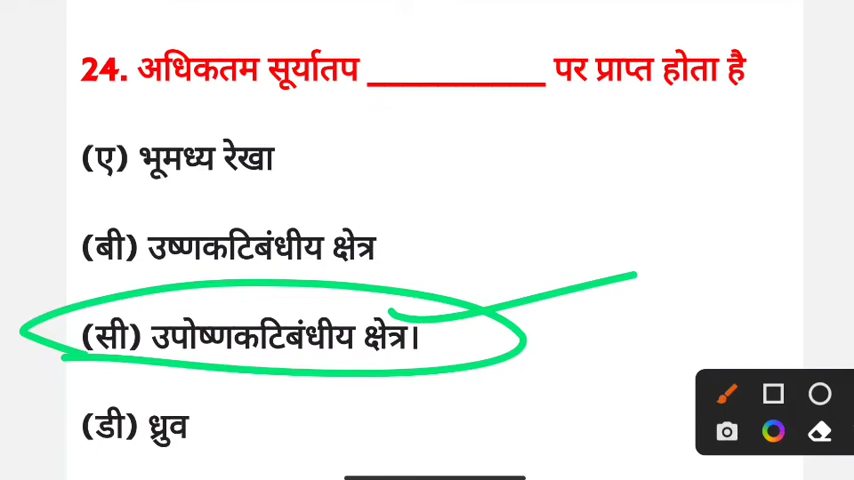 24. अधिकतम सूर्यातप __________ पर प्राप्त होता है
(ए) भूमध्य रेखा
(बी) उष्णकटिबंधीय क्षेत्र
(सी) उपोष्णकटिबंधीय क्षेत्र।
(डी) ध्रुव